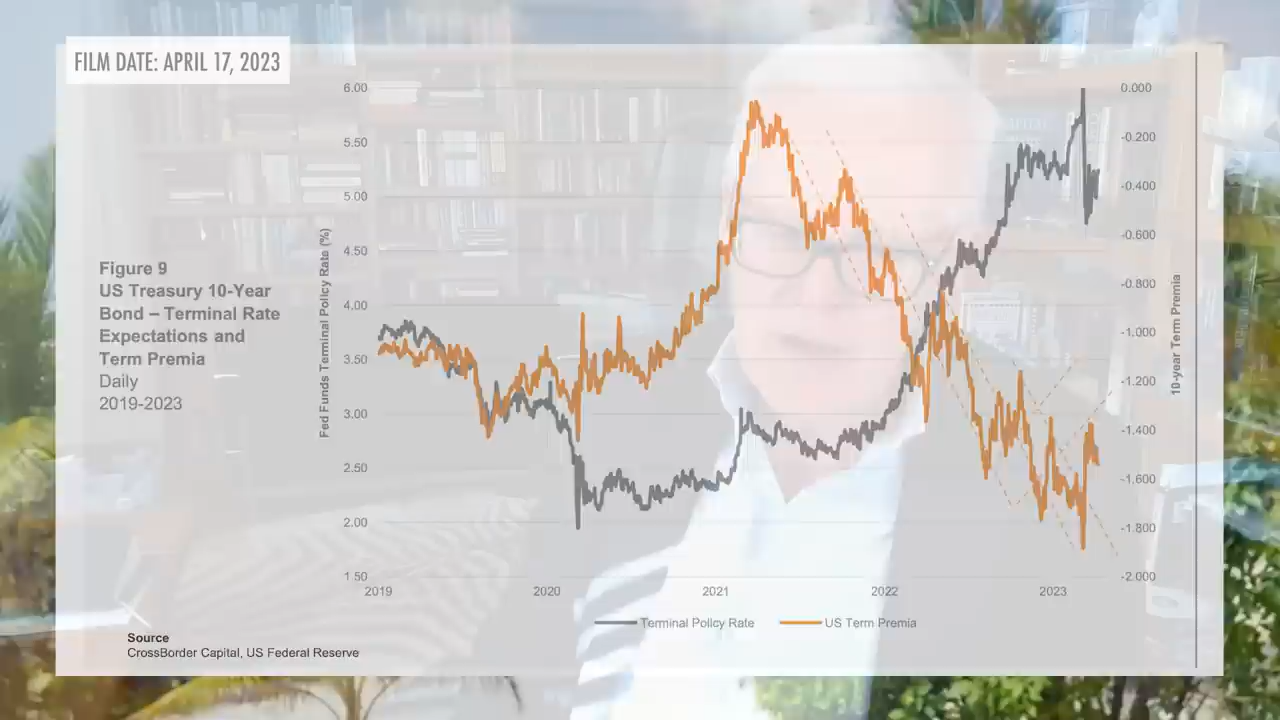 FILM DATE: APRIL 17, 2023
Figure 9
US Treasury 10-Year
Bond – Terminal Rate
Expectations and
Term Premia
Daily
2019-2023
Fed Funds Terminal Policy Rate (%)
6.00
5.50
5.00
4.50
4.00
3.50
3.00
2.50
2.00
1.50
0.000
-0.200
-0.400
-0.600
-0.800
-1.000
-1.200
-1.400
-1.600
-1.800
-2.000
10-year Term Premia
2019 2020 2021 2022 2023
Terminal Policy Rate US Term Premia
Source
CrossBorder Capital, US Federal Reserve